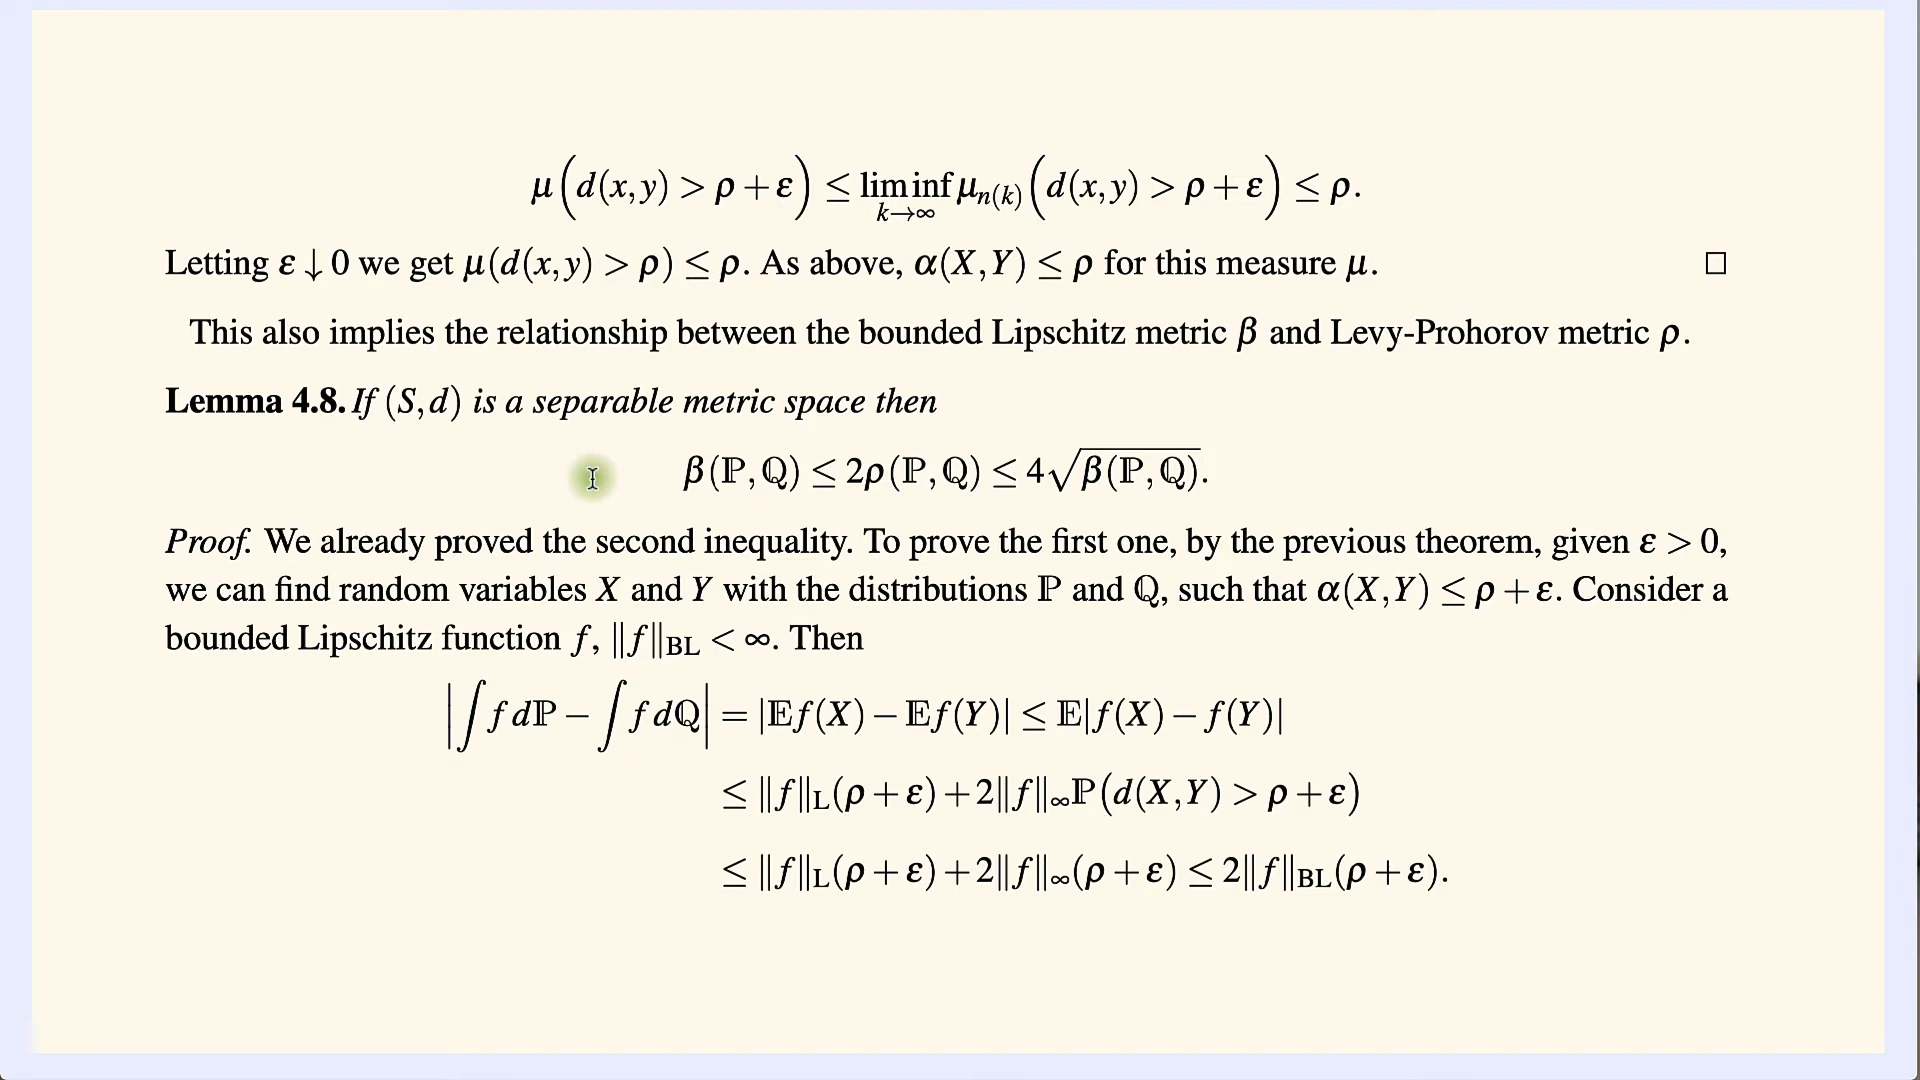 μ(d(x,y) > ρ + ε) ≤ lim inf_{k→∞} μ_{n(k)}(d(x,y) > ρ + ε) ≤ ρ.
Letting ε ↓ 0 we get μ(d(x,y) > ρ) ≤ ρ. As above, α(X,Y) ≤ ρ for this measure μ. □
This also implies the relationship between the bounded Lipschitz metric β and Levy-Prohorov metric ρ.
Lemma 4.8. If (S,d) is a separable metric space then
β(ℙ,ℚ) ≤ 2ρ(ℙ,ℚ) ≤ 4√β(ℙ,ℚ).
Proof. We already proved the second inequality. To prove the first one, by the previous theorem, given ε > 0,
we can find random variables X and Y with the distributions ℙ and ℚ, such that α(X,Y) ≤ ρ + ε. Consider a
bounded Lipschitz function f, ‖f‖_BL < ∞. Then
|∫ f dℙ − ∫ f dℚ| = |𝔼f(X) − 𝔼f(Y)| ≤ 𝔼|f(X) − f(Y)|
≤ ‖f‖_L(ρ + ε) + 2‖f‖_∞ℙ(d(X,Y) > ρ + ε)
≤ ‖f‖_L(ρ + ε) + 2‖f‖_∞(ρ + ε) ≤ 2‖f‖_BL(ρ + ε).